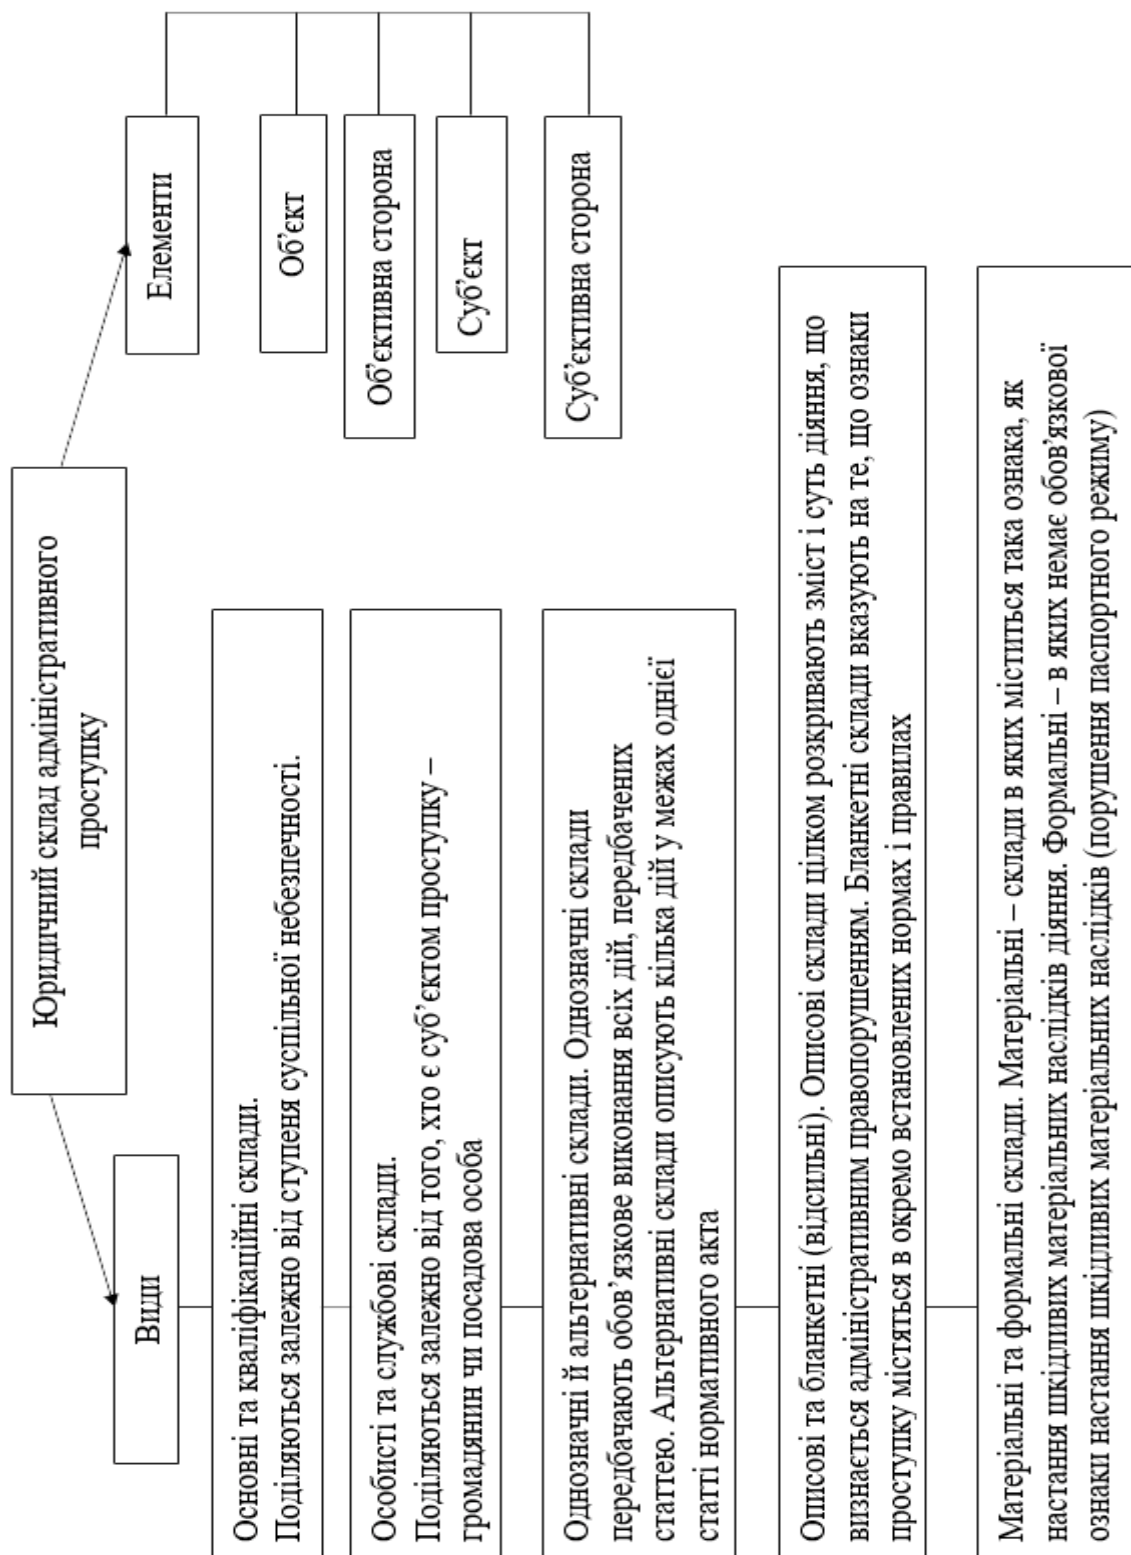 Юридичний склад адміністративного
проступку
Види
Елементи
Основні та кваліфікаційні склади.
Поділяються залежно від ступеня суспільної небезпечності.
Особисті та службові склади.
Поділяються залежно від того, хто є суб’єктом проступку –
громадянин чи посадова особа
Однозначні й альтернативні склади. Однозначні склади
передбачають обов’язкове виконання всіх дій, передбачених
статтею. Альтернативні склади описують кілька дій у межах однієї
статті нормативного акта
Описові та бланкетні (відсильні). Описові склади цілком розкривають зміст і суть діяння, що
визнається адміністративним правопорушенням. Бланкетні склади вказують на те, що ознаки
проступку містяться в окремо встановлених нормах і правилах
Матеріальні та формальні склади. Матеріальні – склади в яких міститься така ознака, як
настання шкідливих матеріальних наслідків діяння. Формальні – в яких немає обов’язкової
ознаки настання шкідливих матеріальних наслідків (порушення паспортного режиму)
Об’єкт
Об’єктивна сторона
Суб’єкт
Суб’єктивна сторона